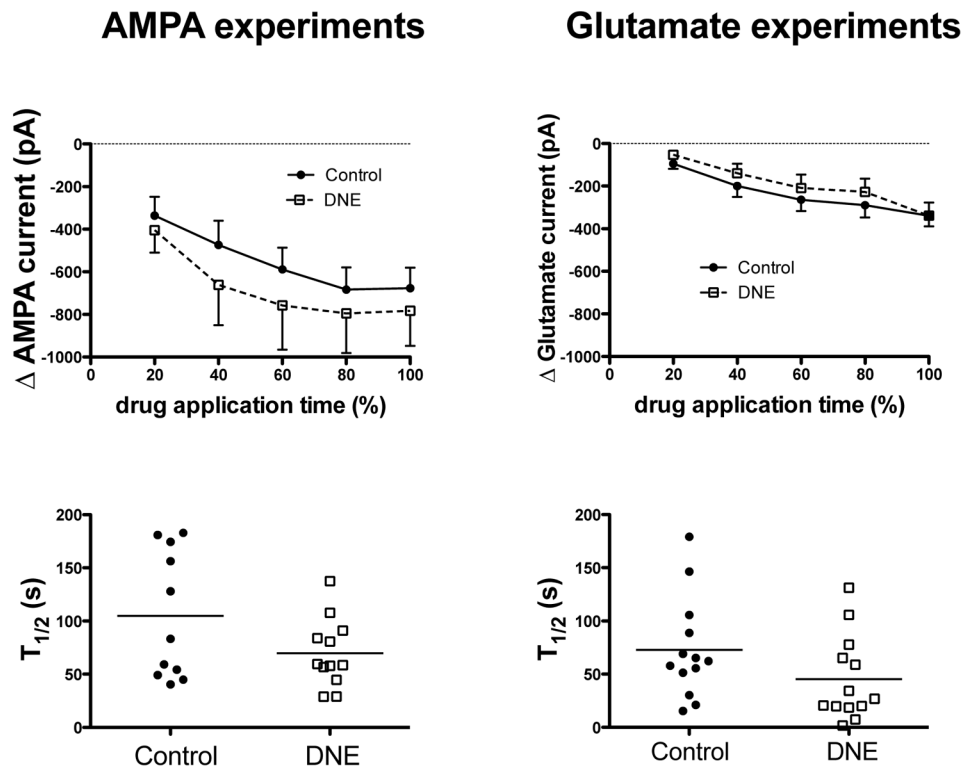 AMPA experiments
Glutamate experiments
Δ AMPA current (pA)
0
-200
-400
-600
-800
-1000
Control
DNE
0
20
40
60
80
100
drug application time (%)
Δ Glutamate current (pA)
0
-200
-400
-600
-800
-1000
Control
DNE
0
20
40
60
80
100
drug application time (%)
T1/2 (s)
200
150
100
50
0
Control
DNE
T1/2 (s)
200
150
100
50
0
Control
DNE